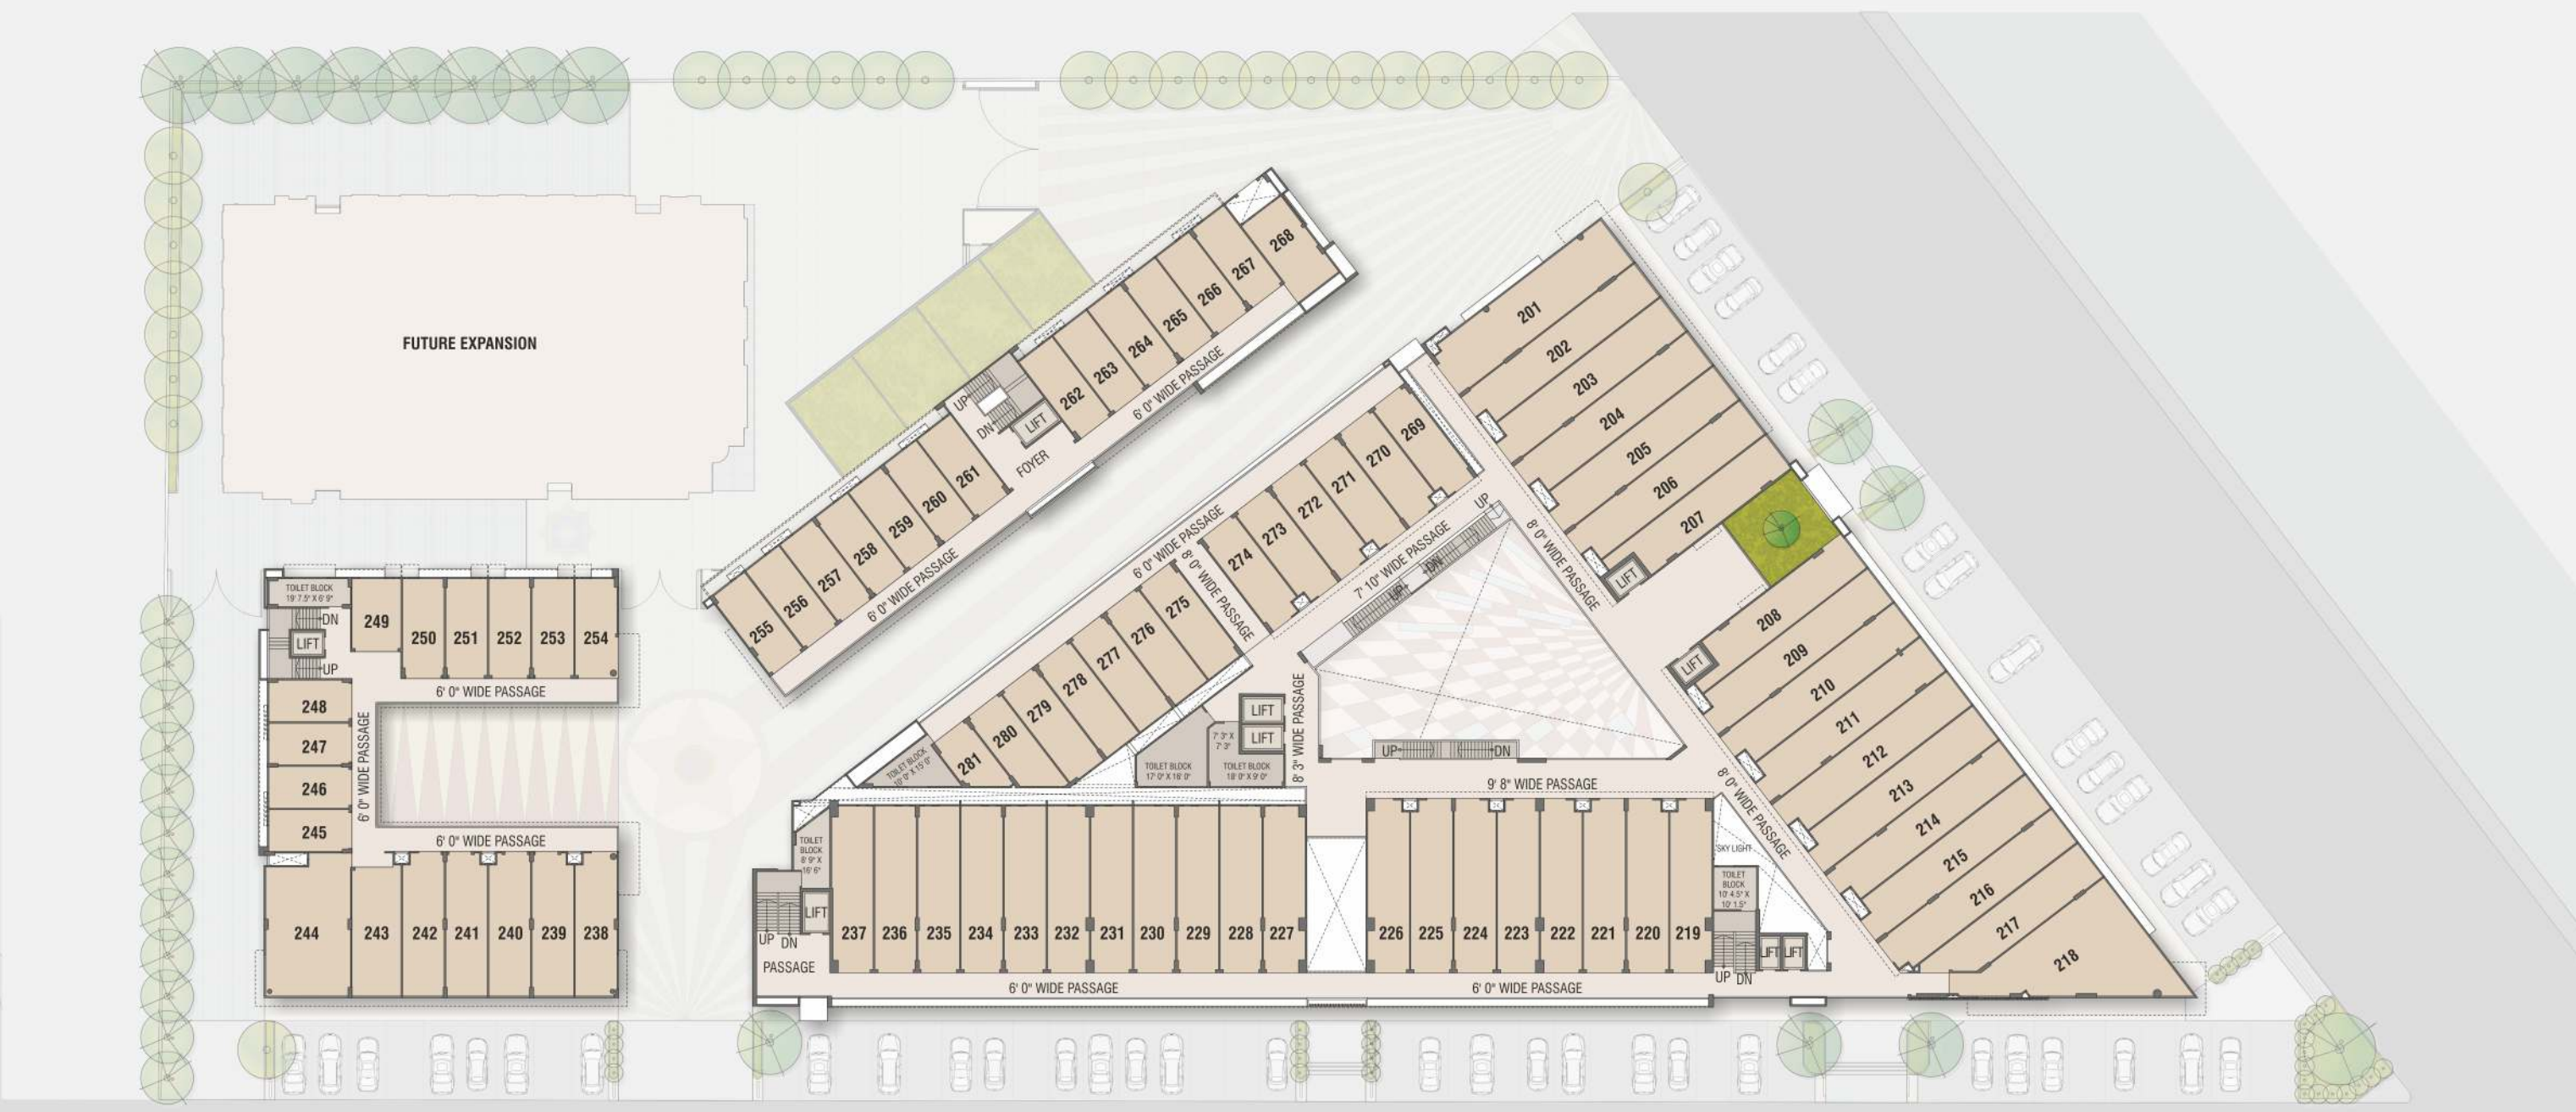 FUTURE EXPANSION
268
267
266
265
264
263
262
6' 0" WIDE PASSAGE
UP
DN
LIFT
FOYER
261
260
259
258
257
256
255
6' 0" WIDE PASSAGE
201
202
203
204
205
206
207
LIFT
8' 0" WIDE PASSAGE
269
270
271
272
273
274
6' 0" WIDE PASSAGE
8' 0" WIDE PASSAGE
7' 10" WIDE PASSAGE
UP
DN
UP
275
276
277
278
279
280
281
TOILET BLOCK
10' 0" X 15' 0"
TOILET BLOCK
17' 0" X 16' 0"
7' 3" X
7' 3"
TOILET BLOCK
18' 0" X 9' 0"
LIFT
LIFT
8' 3" WIDE PASSAGE
UP
DN
9' 8" WIDE PASSAGE
LIFT
208
209
210
211
212
213
214
215
216
217
218
8' 0" WIDE PASSAGE
SKY LIGHT
TOILET
BLOCK
10' 4.5" X
10' 1.5"
LIFT
LIFT
UP
DN
TOILET BLOCK
19' 7.5" X 6' 9"
DN
LIFT
UP
249
250
251
252
253
254
6' 0" WIDE PASSAGE
248
247
246
245
6' 0" WIDE PASSAGE
6' 0" WIDE PASSAGE
244
243
242
241
240
239
238
TOILET
BLOCK
8' 9" X
16' 6"
LIFT
UP
DN
PASSAGE
237
236
235
234
233
232
231
230
229
228
227
226
225
224
223
222
221
220
219
6' 0" WIDE PASSAGE
6' 0" WIDE PASSAGE